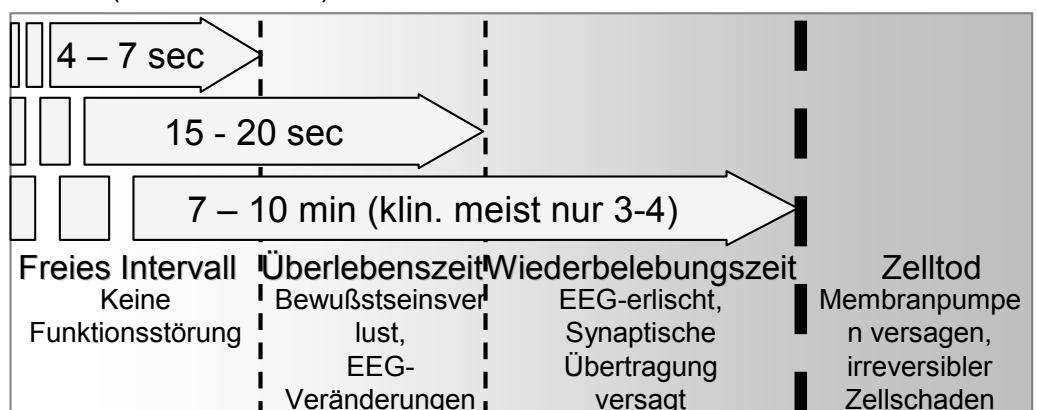 4 – 7 sec
15 - 20 sec
7 – 10 min (klin. meist nur 3-4)
Freies Intervall
Keine
Funktionsstörung
Überlebenszeit
Bewußstseinsver
lust,
EEG-
Veränderungen
Wiederbelebungszeit
EEG-erlischt,
Synaptische
Übertragung
versagt
Zelltod
Membranpumpe
n versagen,
irreversibler
Zellschaden